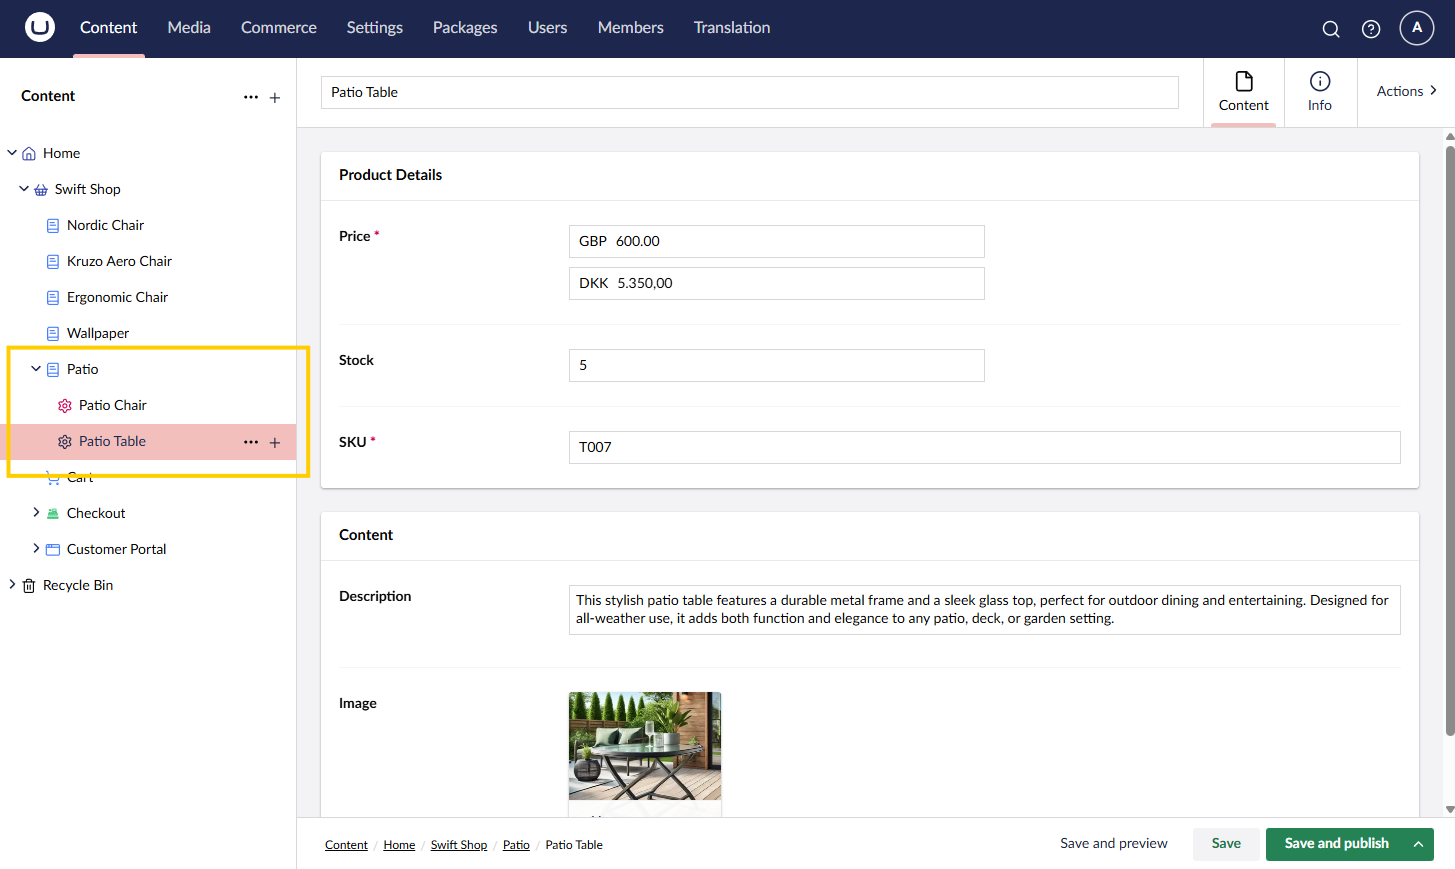 Content Media Commerce Settings Packages Users Members Translation A
Content
Home
Swift Shop
Nordic Chair
Kruzo Aero Chair
Ergonomic Chair
Wallpaper
Patio
Patio Chair
Patio Table
Cart
Checkout
Customer Portal
Recycle Bin
Patio Table
Content
Info
Actions
Product Details
Price *
GBP 600.00
DKK 5.350,00
Stock
5
SKU *
T007
Content
Description
This stylish patio table features a durable metal frame and a sleek glass top, perfect for outdoor dining and entertaining. Designed for
all-weather use, it adds both function and elegance to any patio, deck, or garden setting.
Image
Content / Home / Swift Shop / Patio / Patio Table
Save and preview
Save
Save and publish